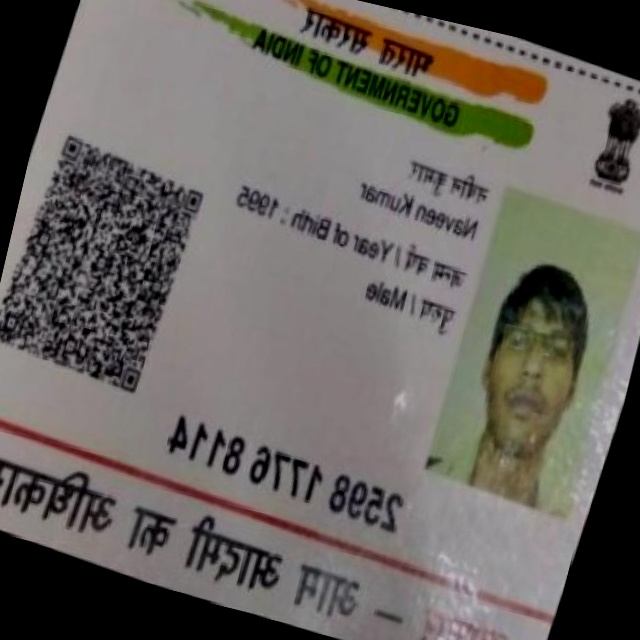 भारत सरकार
GOVERNMENT OF INDIA
नवीन कुमार
Naveen Kumar
जन्म वर्ष / Year of Birth : 1995
पुरुष / Male
2598 1776 8114
— आम आदमी का अधिकार